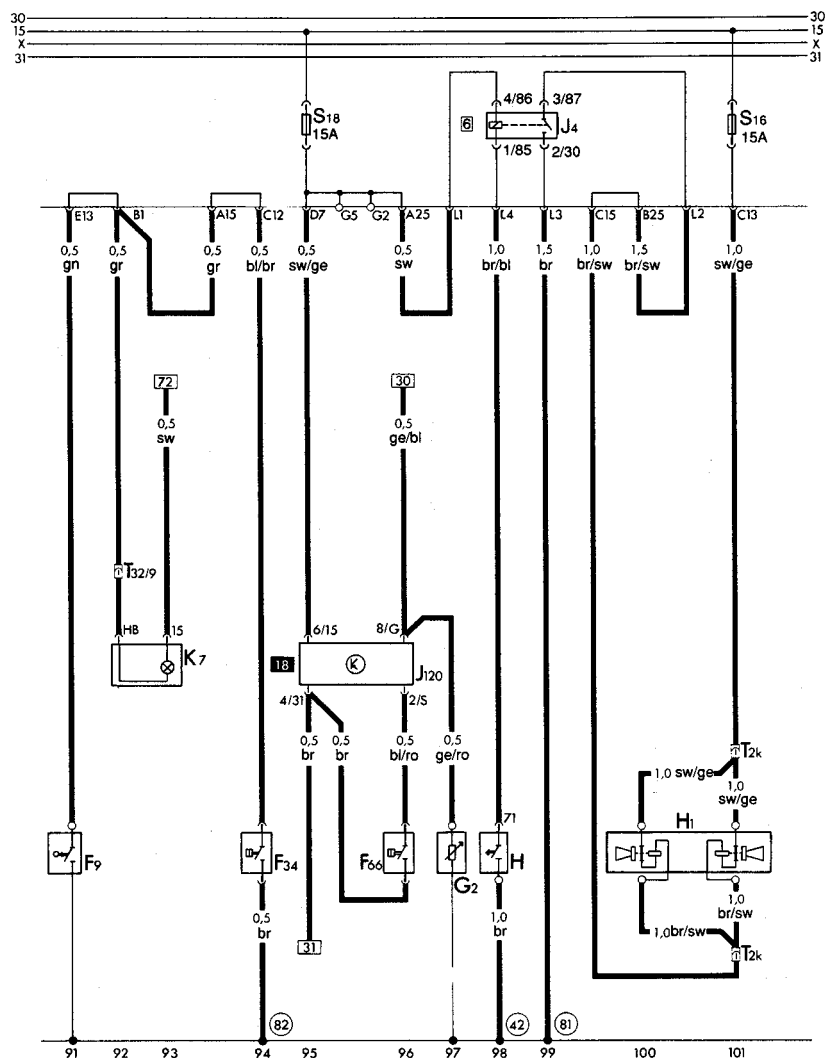 30 30
15 15
X X
31 31
4/86 3/87
S18
15A
6
J4
S16
15A
1/85 2/30
E13 B1 A15 C12 D7 G5 G2 A25 L1 L4 L3 C15 B25 L2 C13
0,5 0,5 0,5 0,5 0,5 0,5 1,0 1,5 1,0 1,5 1,0
gn gr gr bl/br sw/ge sw br/bl br br/sw br/sw sw/ge
72 30
0,5 0,5
sw ge/bl
T32/9
HB 15 6/15 8/G
K7
18 K J120
4/31 2/S
0,5 0,5 0,5 0,5
br br bl/ro ge/ro
T2k
1,0 sw/ge
1,0
sw/ge
71
H1
F9 F34 F66 G2 H
0,5 1,0 1,0
br br br/sw
1,0br/sw
31 T2k
82 42 81
91 92 93 94 95 96 97 98 99 100 101